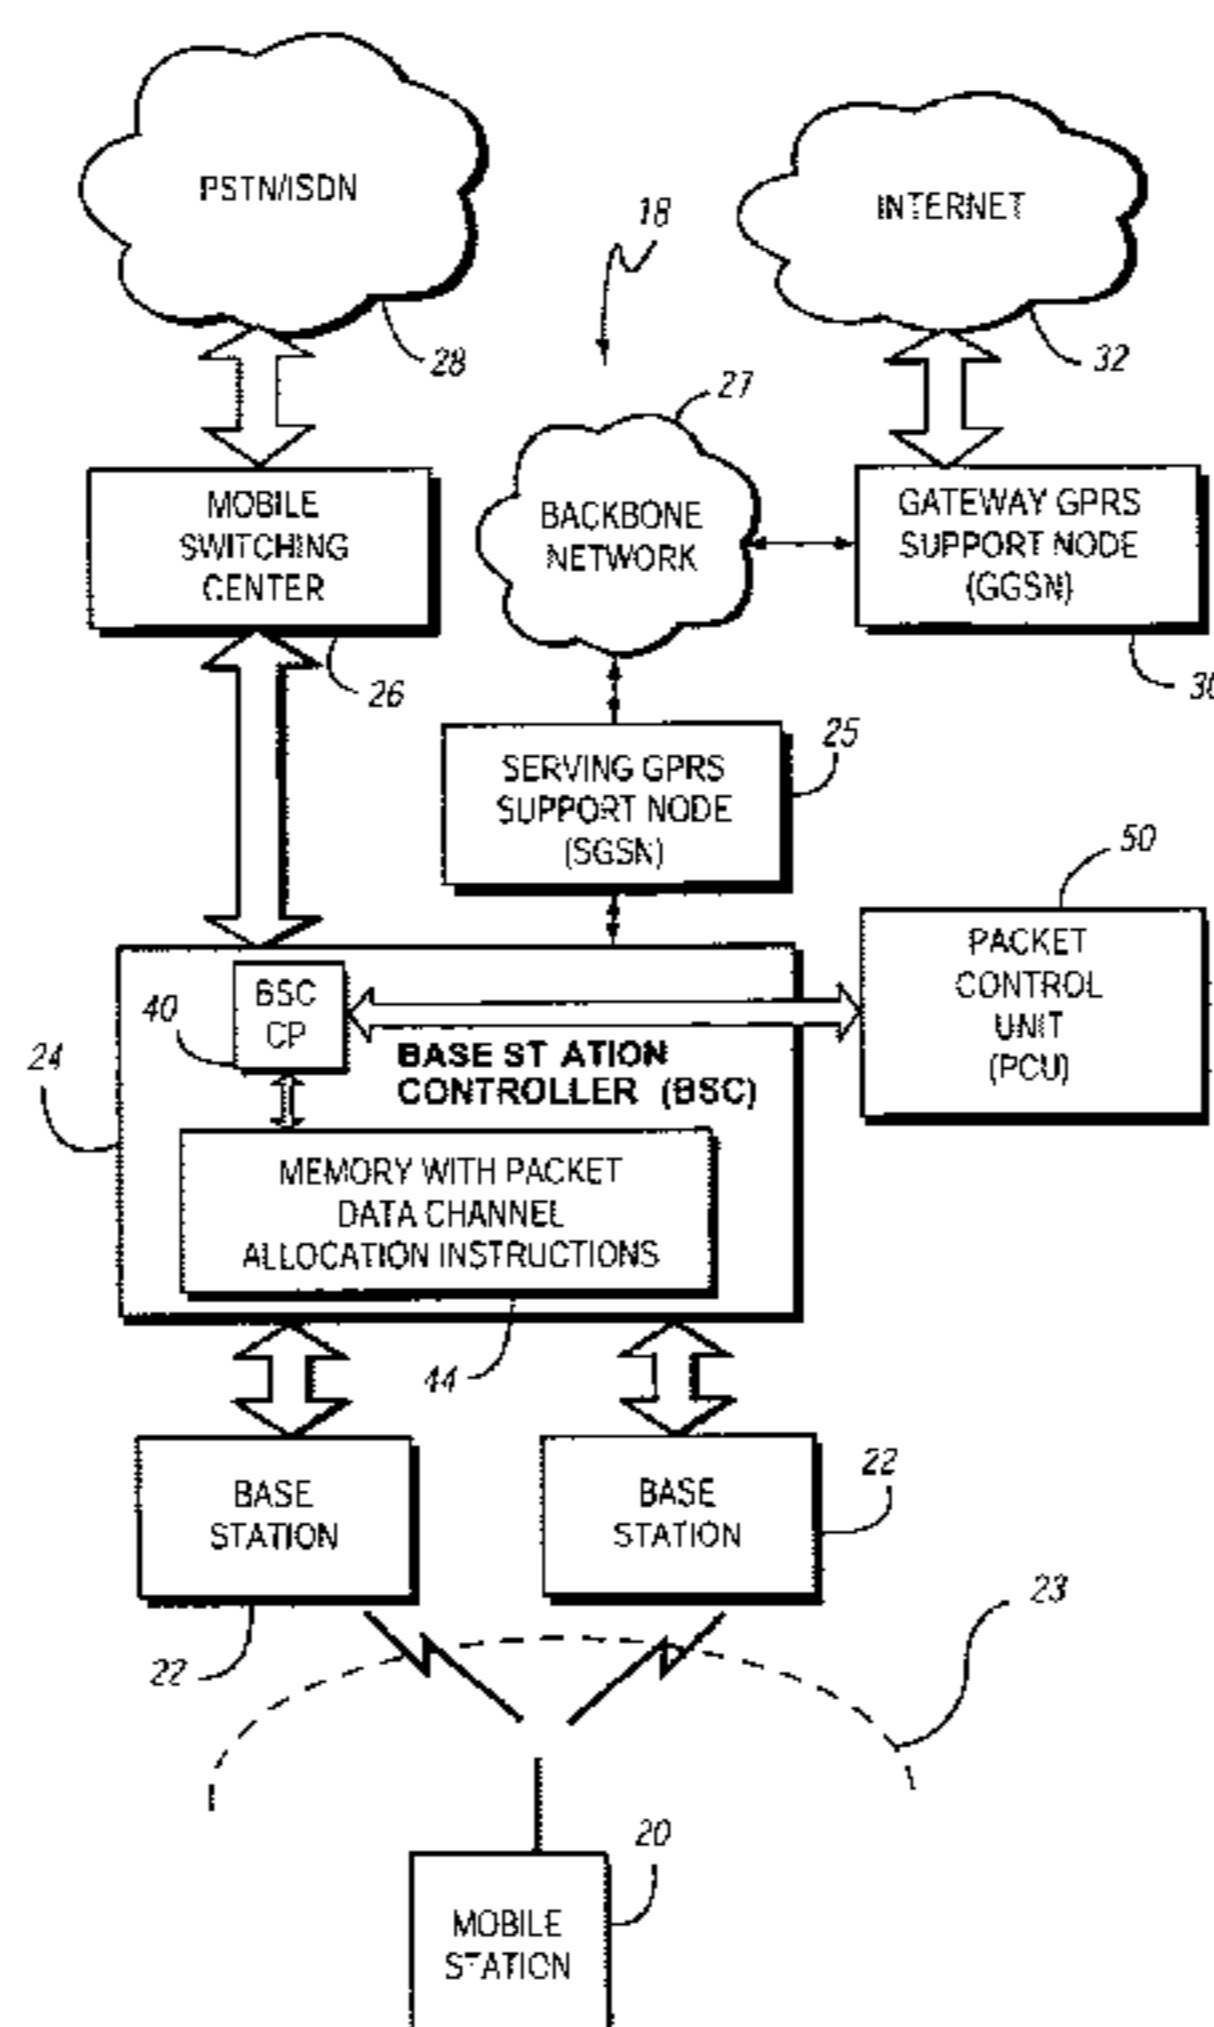 PSTN/ISDN
INTERNET
18
28
32
27
MOBILE
SWITCHING
CENTER
BACKBONE
NETWORK
GATEWAY GPRS
SUPPORT NODE
(GGSN)
26
30
25
SERVING GPRS
SUPPORT NODE
(SGSN)
50
PACKET
CONTROL
UNIT
(PCU)
BSC
CP
40
24
BASE ST ATION
CONTROLLER (BSC)
MEMORY WITH PACKET
DATA CHANNEL
ALLOCATION INSTRUCTIONS
44
BASE
STATION
BASE
STATION
22
22
23
20
MOBILE
STATION